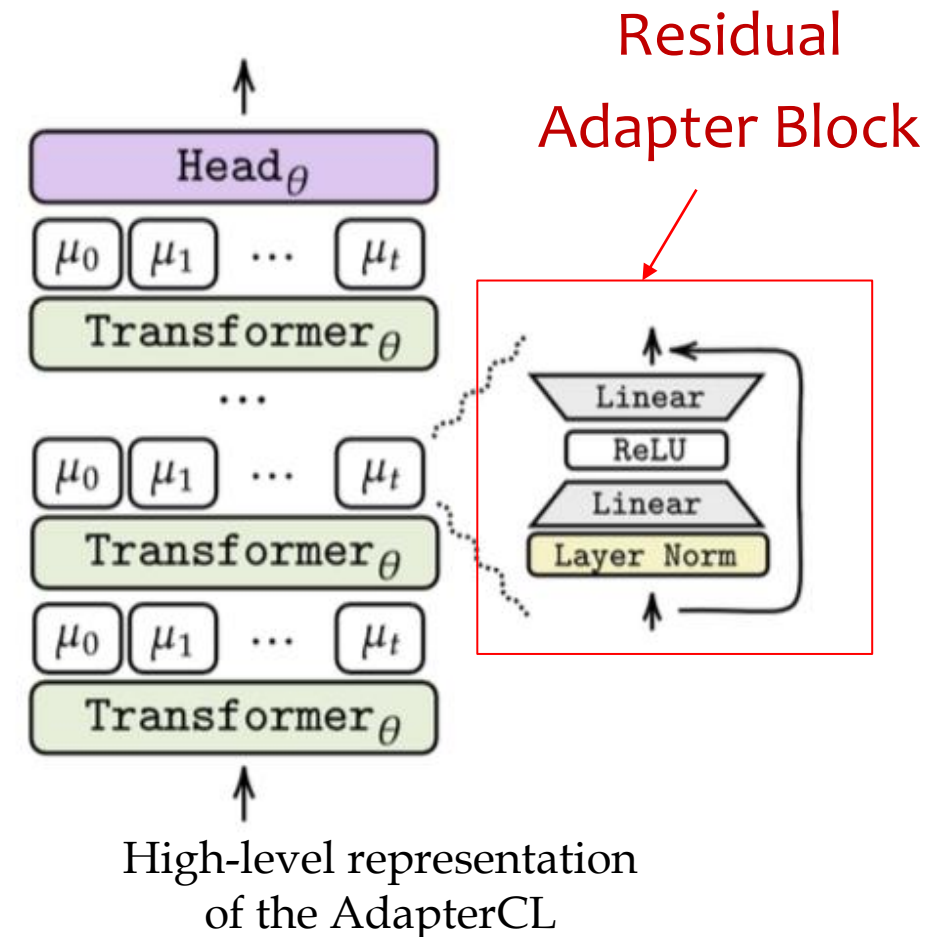 Residual
Adapter Block
Head_θ
μ_0 μ_1 ... μ_t
Transformer_θ
...
μ_0 μ_1 ... μ_t
Transformer_θ
μ_0 μ_1 ... μ_t
Transformer_θ
Linear
ReLU
Linear
Layer Norm
High-level representation
of the AdapterCL